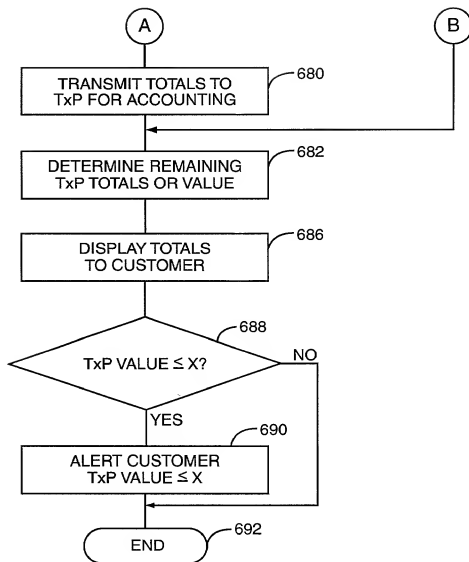 A
B
TRANSMIT TOTALS TO
TxP FOR ACCOUNTING
680
DETERMINE REMAINING
TxP TOTALS OR VALUE
682
DISPLAY TOTALS
TO CUSTOMER
686
688
TxP VALUE ≤ X?
NO
YES
690
ALERT CUSTOMER
TxP VALUE ≤ X
END
692